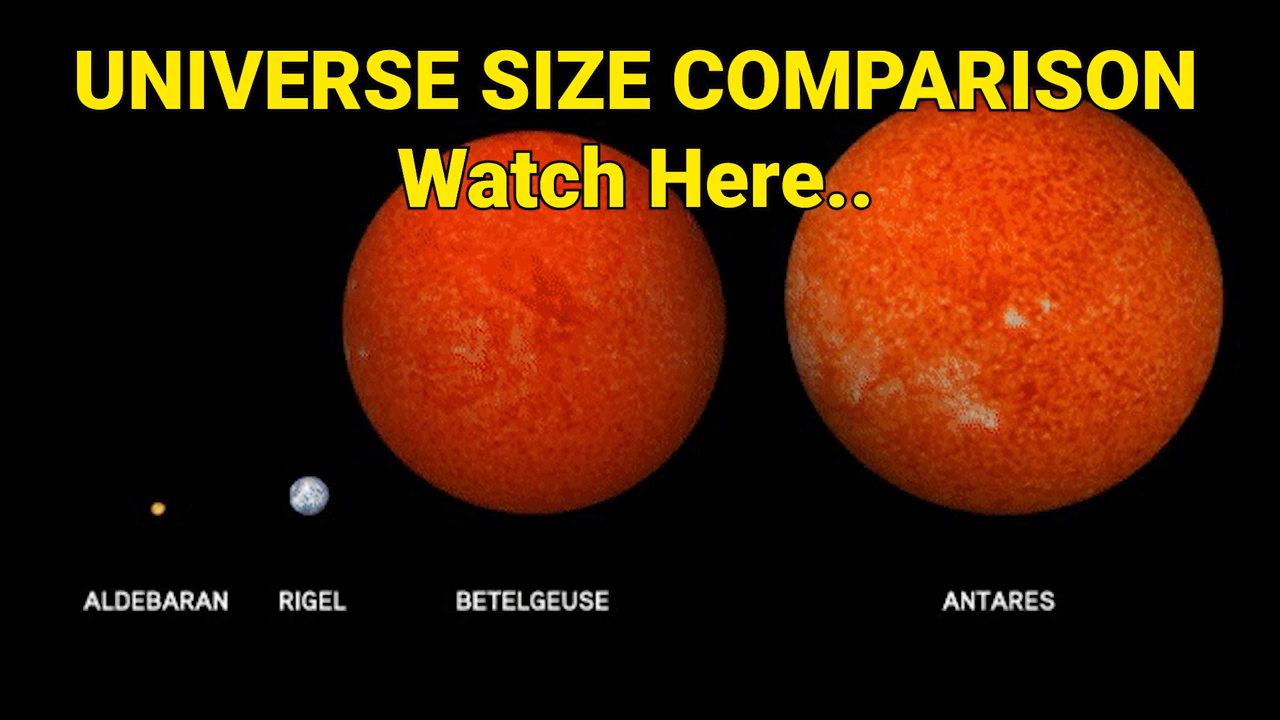 UNIVERSE SIZE COMPARISON
Watch Here..
ALDEBARAN RIGEL BETELGEUSE ANTARES